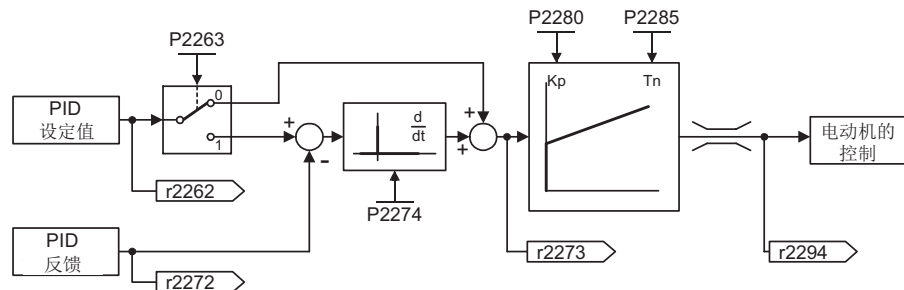 P2280
P2285
P2263
Kp
Tn
PID
设定值
0
1
+
-
d
dt
+
+
电动机的
控制
r2262
P2274
PID
反馈
r2272
r2273
r2294